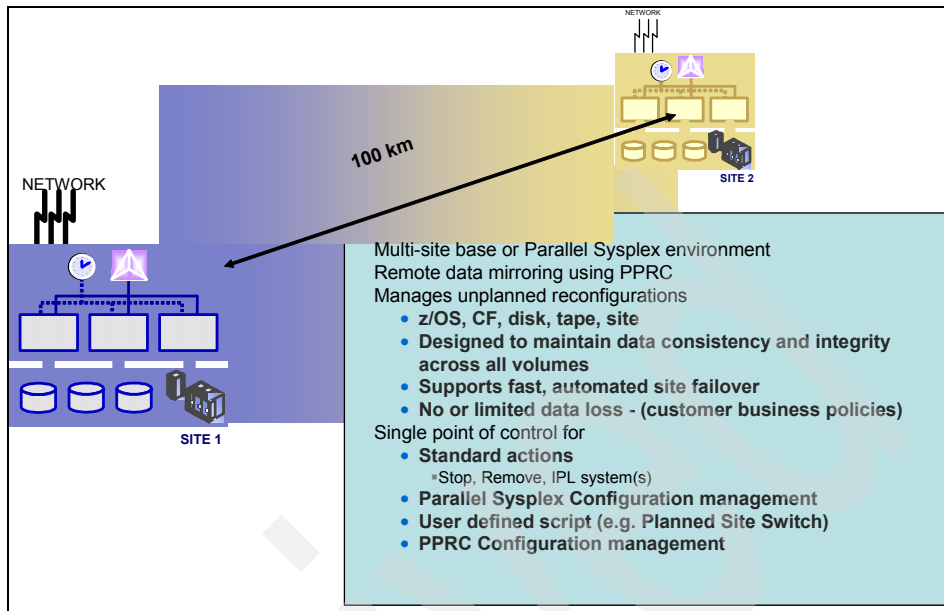 NETWORK
SITE 2
100 km
NETWORK
SITE 1
Multi-site base or Parallel Sysplex environment
Remote data mirroring using PPRC
Manages unplanned reconfigurations
• z/OS, CF, disk, tape, site
• Designed to maintain data consistency and integrity
across all volumes
• Supports fast, automated site failover
• No or limited data loss - (customer business policies)
Single point of control for
• Standard actions
▪Stop, Remove, IPL system(s)
• Parallel Sysplex Configuration management
• User defined script (e.g. Planned Site Switch)
• PPRC Configuration management